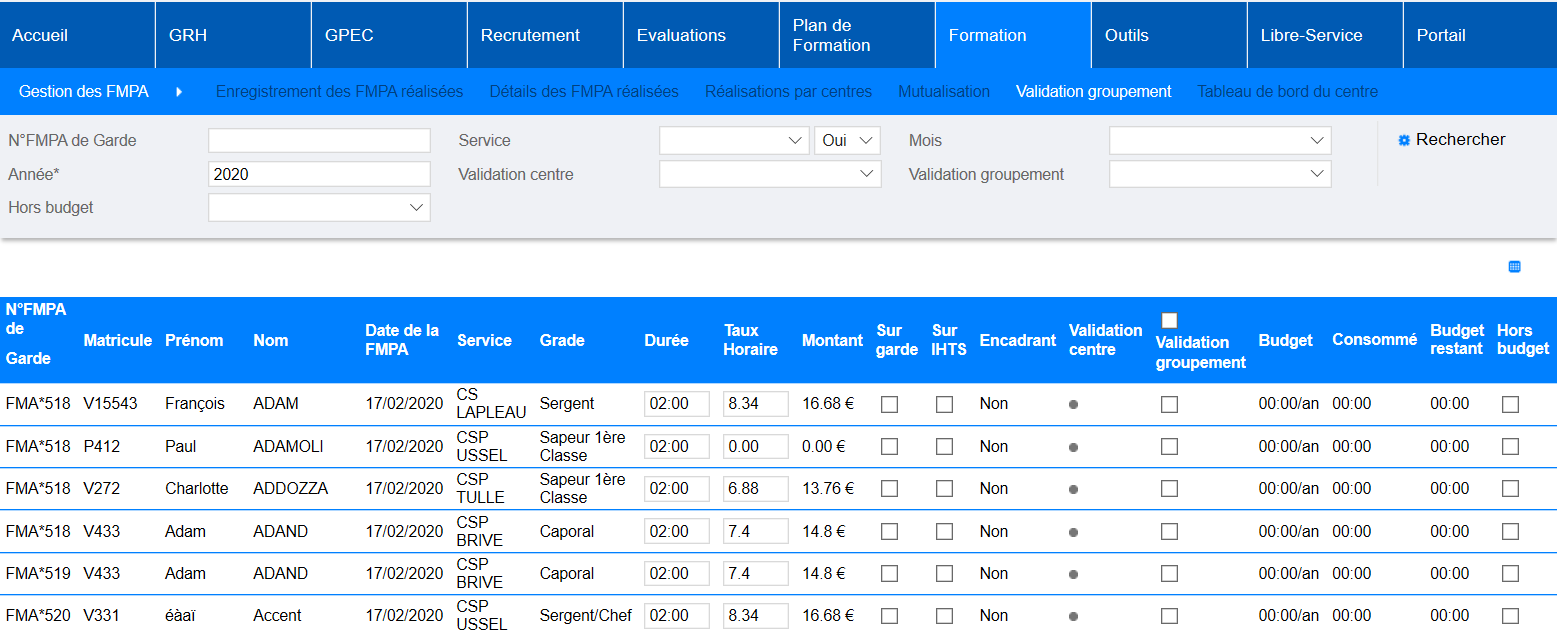 Accueil GRH GPEC Recrutement Evaluations Plan de Formation Formation Outils Libre-Service Portail
Gestion des FMPA Enregistrement des FMPA réalisées Détails des FMPA réalisées Réalisations par centres Mutualisation Validation groupement Tableau de bord du centre
N°FMPA de Garde Service Oui Mois Rechercher
Année* 2020 Validation centre Validation groupement
Hors budget
N°FMPA de Garde Matricule Prénom Nom Date de la FMPA Service Grade Durée Taux Horaire Montant Sur garde Sur IHTS Encadrant Validation centre Validation groupement Budget Consommé Budget restant Hors budget
FMA*518 V15543 François ADAM 17/02/2020 CS LAPLEAU Sergent 02:00 8.34 16.68 € Non 00:00/an 00:00 00:00
FMA*518 P412 Paul ADAMOLI 17/02/2020 CSP USSEL Sapeur 1ère Classe 02:00 0.00 0.00 € Non 00:00/an 00:00 00:00
FMA*518 V272 Charlotte ADDOZZA 17/02/2020 CSP TULLE Sapeur 1ère Classe 02:00 6.88 13.76 € Non 00:00/an 00:00 00:00
FMA*518 V433 Adam ADAND 17/02/2020 CSP BRIVE Caporal 02:00 7.4 14.8 € Non 00:00/an 00:00 00:00
FMA*519 V433 Adam ADAND 17/02/2020 CSP BRIVE Caporal 02:00 7.4 14.8 € Non 00:00/an 00:00 00:00
FMA*520 V331 éàaï Accent 17/02/2020 CSP USSEL Sergent/Chef 02:00 8.34 16.68 € Non 00:00/an 00:00 00:00